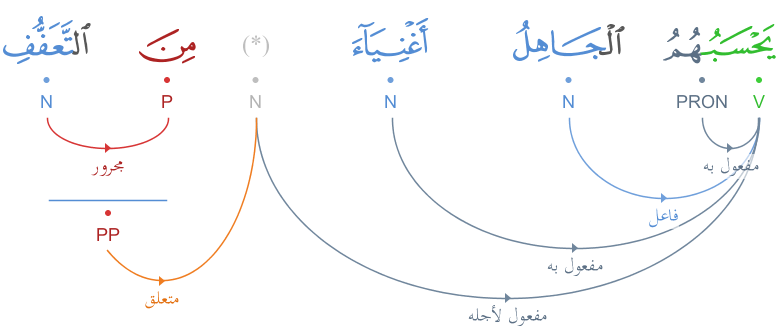 يَحْسَبُهُمُ ٱلْجَاهِلُ أَغْنِيَآءَ (*) مِنَ ٱلتَّعَفُّفِ
V PRON N N N P N
مفعول به
مجرور
فاعل
PP
مفعول به
متعلق
مفعول لأجله